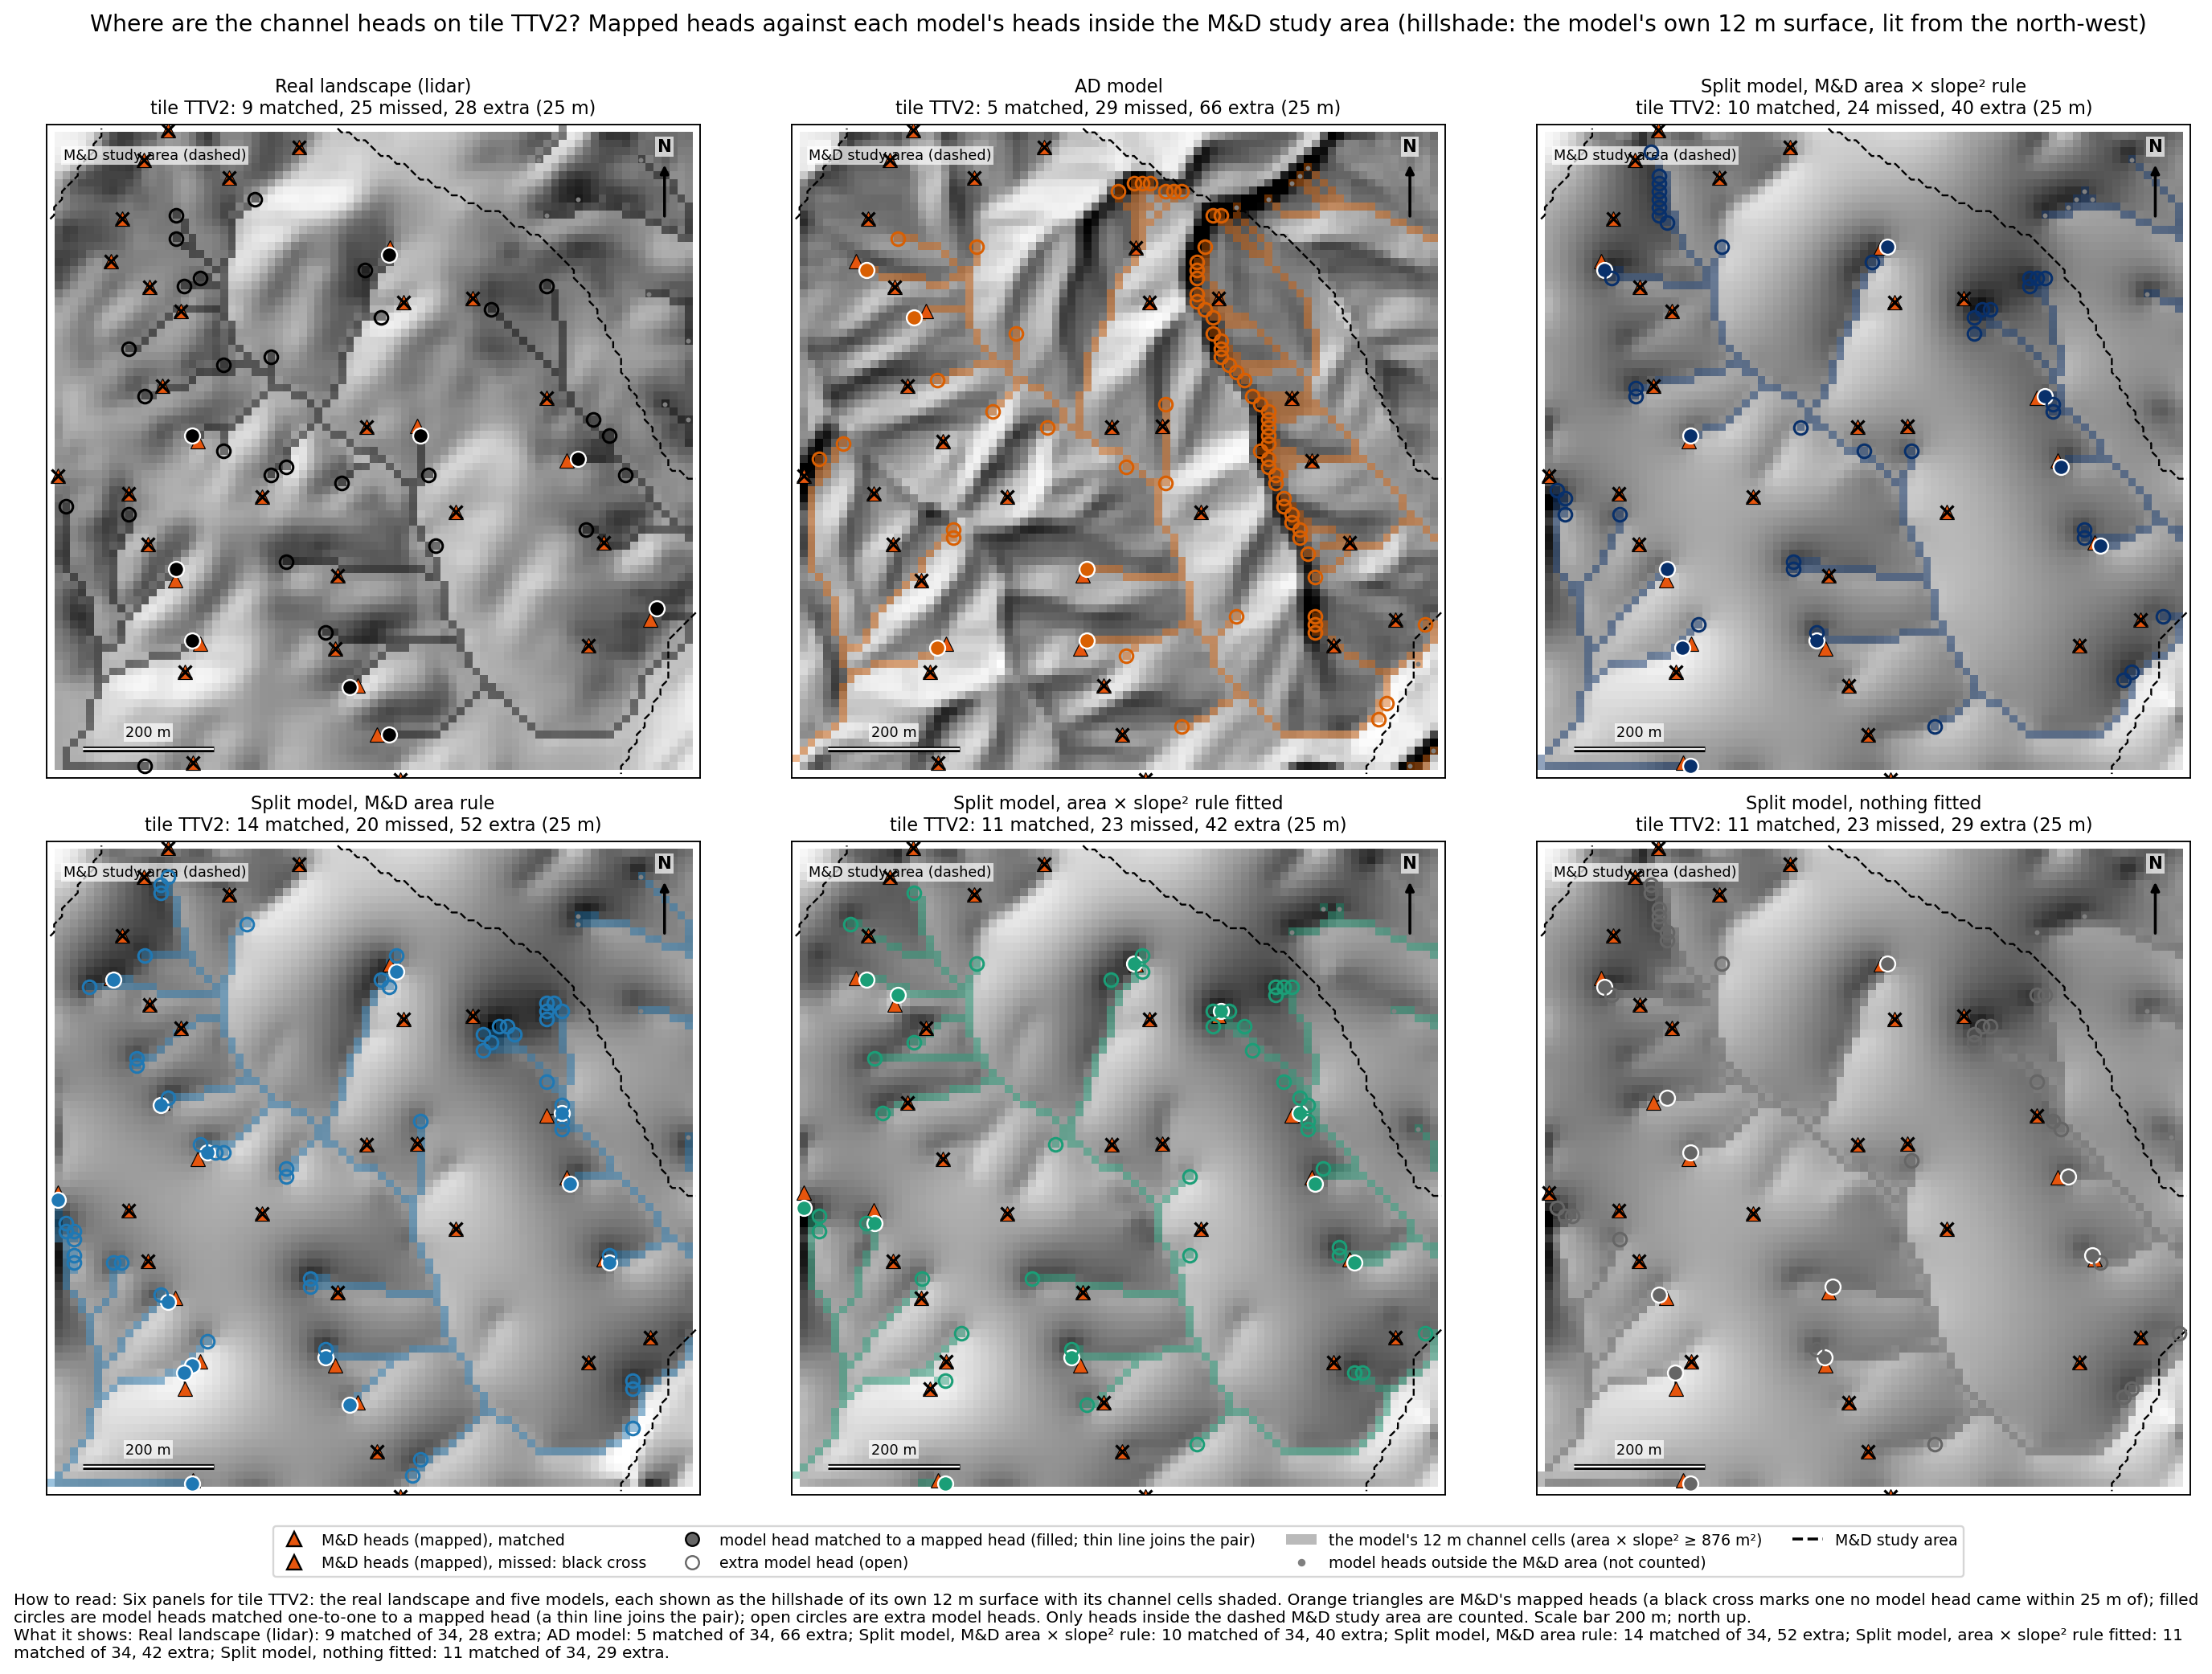 Where are the channel heads on tile TTV2? Mapped heads against each model's heads inside the M&D study area (hillshade: the model's own 12 m surface, lit from the north-west)
Real landscape (lidar)
tile TTV2: 9 matched, 25 missed, 28 extra (25 m)
M&D study area (dashed)
N
200 m
AD model
tile TTV2: 5 matched, 29 missed, 66 extra (25 m)
M&D study area (dashed)
N
200 m
Split model, M&D area × slope² rule
tile TTV2: 10 matched, 24 missed, 40 extra (25 m)
M&D study area (dashed)
N
200 m
Split model, M&D area rule
tile TTV2: 14 matched, 20 missed, 52 extra (25 m)
M&D study area (dashed)
N
200 m
Split model, area × slope² rule fitted
tile TTV2: 11 matched, 23 missed, 42 extra (25 m)
M&D study area (dashed)
N
200 m
Split model, nothing fitted
tile TTV2: 11 matched, 23 missed, 29 extra (25 m)
M&D study area (dashed)
N
200 m
M&D heads (mapped), matched
M&D heads (mapped), missed: black cross
model head matched to a mapped head (filled; thin line joins the pair)
extra model head (open)
the model's 12 m channel cells (area × slope² ≥ 876 m²)
model heads outside the M&D area (not counted)
M&D study area
How to read: Six panels for tile TTV2: the real landscape and five models, each shown as the hillshade of its own 12 m surface with its channel cells shaded. Orange triangles are M&D's mapped heads (a black cross marks one no model head came within 25 m of); filled
circles are model heads matched one-to-one to a mapped head (a thin line joins the pair); open circles are extra model heads. Only heads inside the dashed M&D study area are counted. Scale bar 200 m; north up.
What it shows: Real landscape (lidar): 9 matched of 34, 28 extra; AD model: 5 matched of 34, 66 extra; Split model, M&D area × slope² rule: 10 matched of 34, 40 extra; Split model, M&D area rule: 14 matched of 34, 52 extra; Split model, area × slope² rule fitted: 11
matched of 34, 42 extra; Split model, nothing fitted: 11 matched of 34, 29 extra.